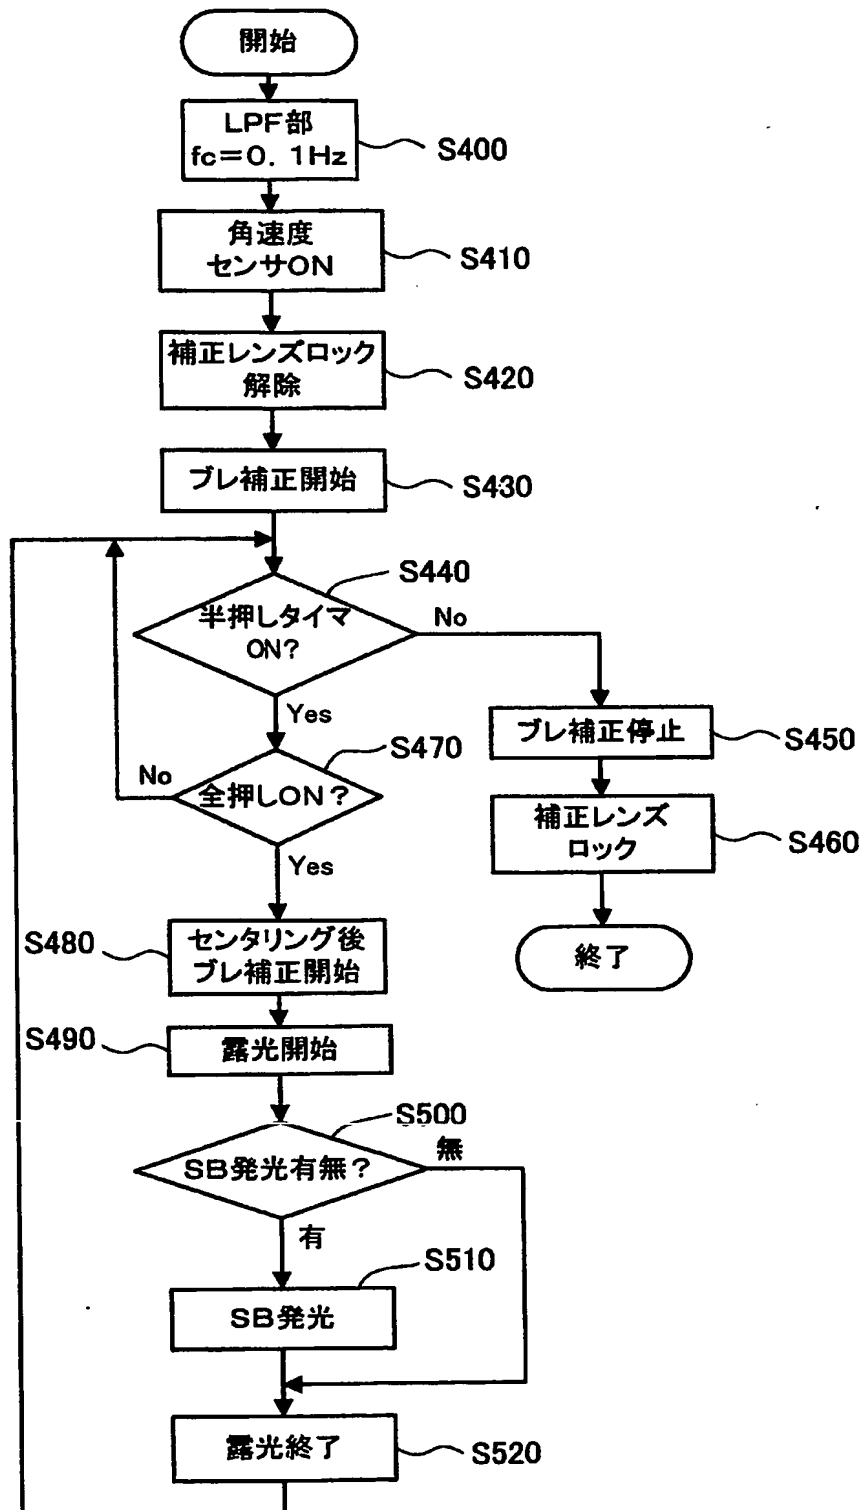 開始
LPF部
fc=0.1Hz
S400
角速度
センサON
S410
補正レンズロック
解除
S420
ブレ補正開始
S430
S440
半押しタイマ
ON?
No
Yes
ブレ補正停止
S450
S470
全押しON?
No
Yes
補正レンズ
ロック
S460
終了
S480
センタリング後
ブレ補正開始
S490
露光開始
S500
SB発光有無?
無
有
S510
SB発光
露光終了
S520